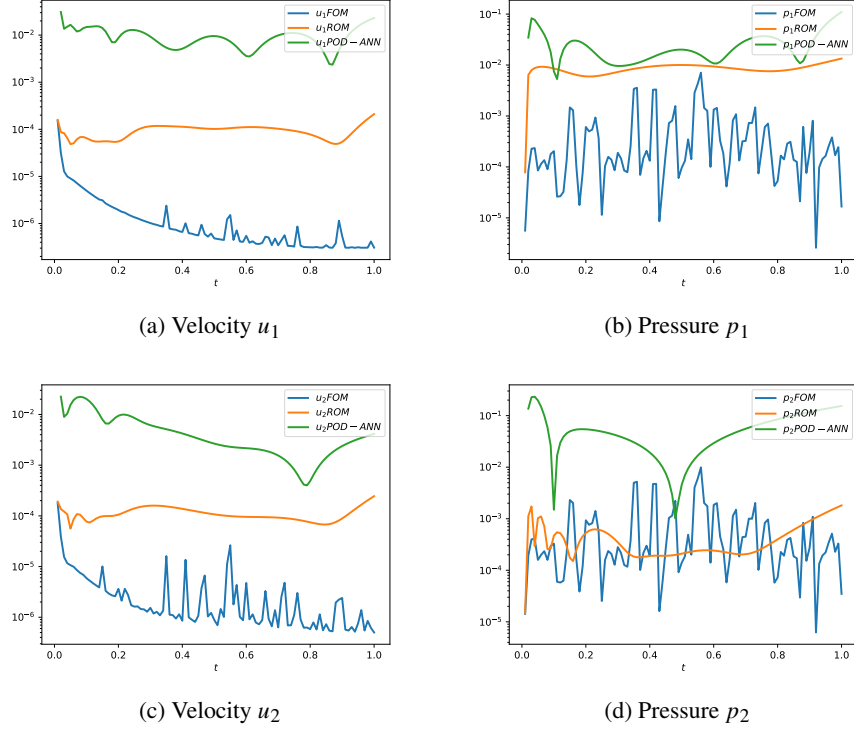 10⁻²
10⁻³
10⁻⁴
10⁻⁵
10⁻⁶
0.0 0.2 0.4 0.6 0.8 1.0
t
u₁FOM
u₁ROM
u₁POD−ANN
(a) Velocity u₁
10⁻¹
10⁻²
10⁻³
10⁻⁴
10⁻⁵
0.0 0.2 0.4 0.6 0.8 1.0
t
p₁FOM
p₁ROM
p₁POD−ANN
(b) Pressure p₁
10⁻²
10⁻³
10⁻⁴
10⁻⁵
10⁻⁶
0.0 0.2 0.4 0.6 0.8 1.0
t
u₂FOM
u₂ROM
u₂POD−ANN
(c) Velocity u₂
10⁻¹
10⁻²
10⁻³
10⁻⁴
10⁻⁵
0.0 0.2 0.4 0.6 0.8 1.0
t
p₂FOM
p₂ROM
p₂POD−ANN
(d) Pressure p₂